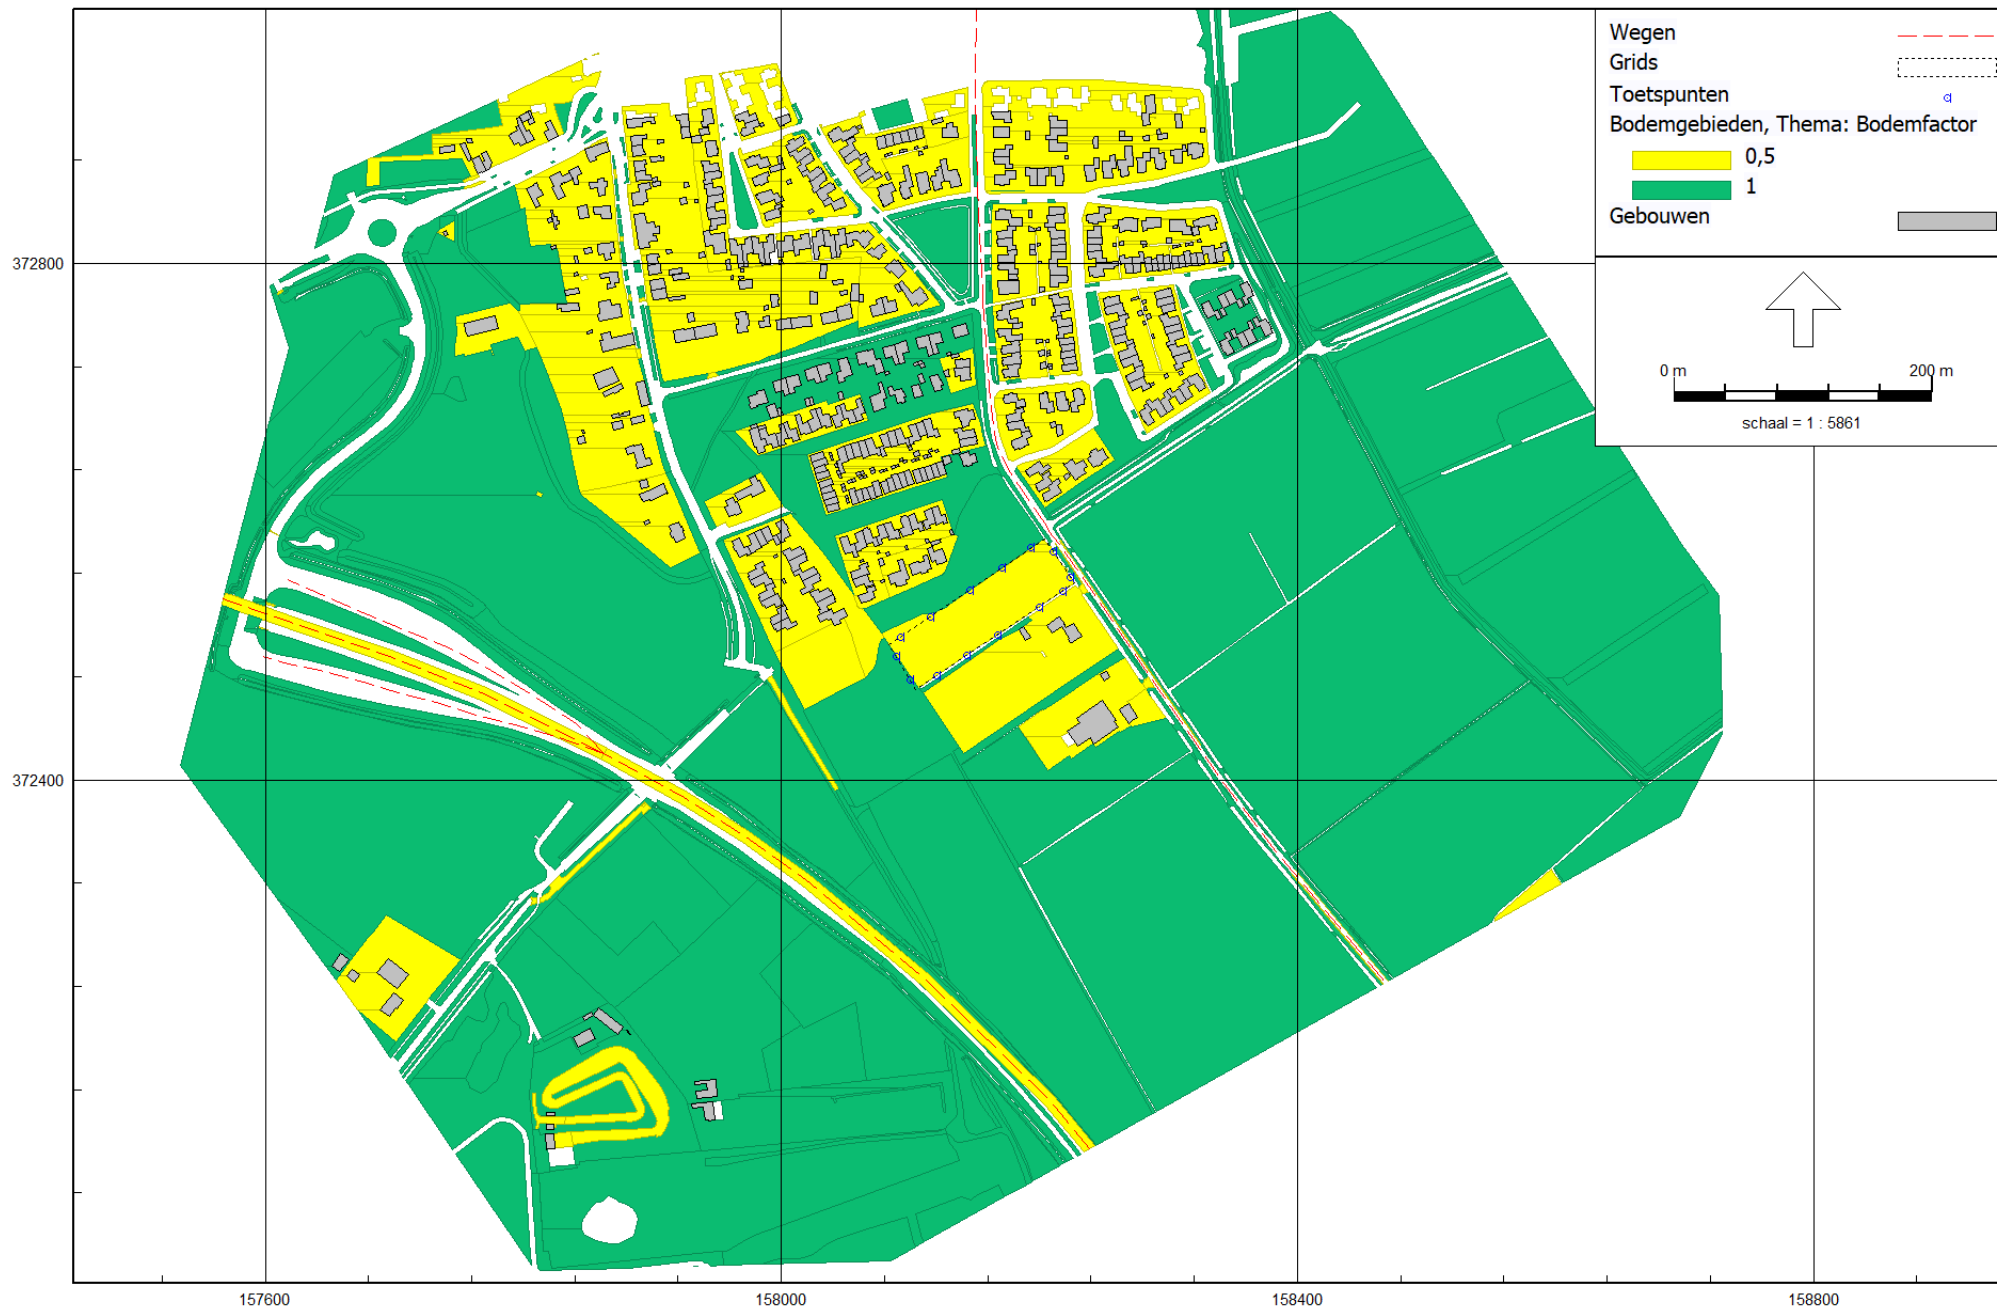 Wegen
Grids
Toetspunten
Bodemgebieden, Thema: Bodemfactor
0,5
1
Gebouwen
0 m 200 m
schaal = 1 : 5861
372800
372400
157600 158000 158400 158800